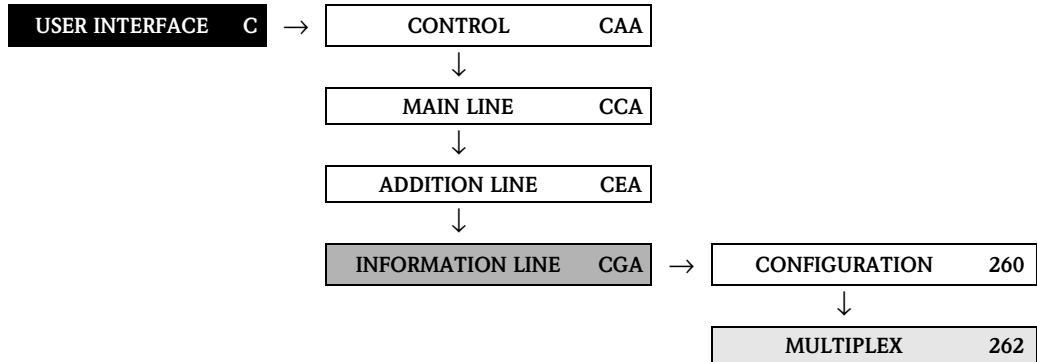 USER INTERFACE C → CONTROL CAA
↓
MAIN LINE CCA
↓
ADDITION LINE CEA
↓
INFORMATION LINE CGA → CONFIGURATION 260
↓
MULTIPLEX 262